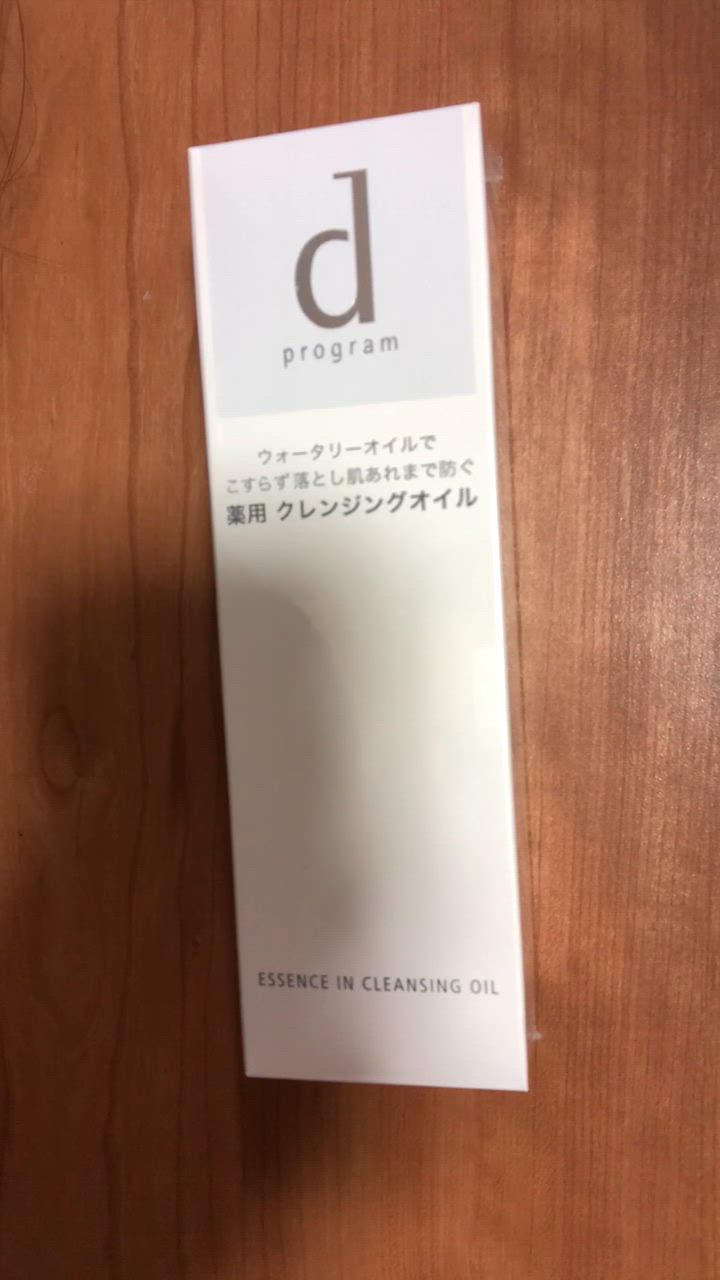 d
program
ウォータリーオイルで
こすらず落とし肌あれまで防ぐ
薬用 クレンジングオイル
ESSENCE IN CLEANSING OIL